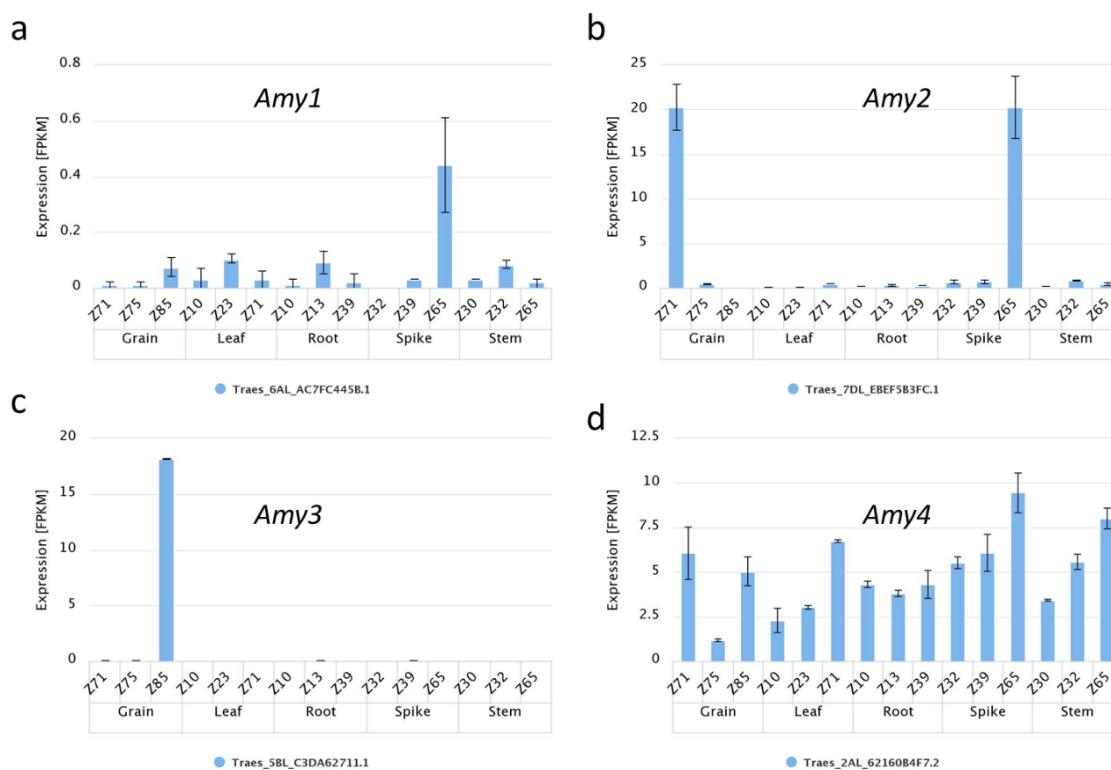 a
Amy1
Expression [FPKM]
0.8
0.6
0.4
0.2
0
Z71 Z75 Z85 Z10 Z23 Z71 Z10 Z13 Z39 Z32 Z39 Z65 Z30 Z32 Z65
Grain Leaf Root Spike Stem
Traes_6AL_AC7FC445B.1
b
Amy2
Expression [FPKM]
25
20
15
10
5
0
Z71 Z75 Z85 Z10 Z23 Z71 Z10 Z13 Z39 Z32 Z39 Z65 Z30 Z32 Z65
Grain Leaf Root Spike Stem
Traes_7DL_EBEF5B3FC.1
c
Amy3
Expression [FPKM]
20
15
10
5
0
Z71 Z75 Z85 Z10 Z23 Z71 Z10 Z13 Z39 Z32 Z39 Z65 Z30 Z32 Z65
Grain Leaf Root Spike Stem
Traes_5BL_C3DA62711.1
d
Amy4
Expression [FPKM]
12.5
10
7.5
5
2.5
0
Z71 Z75 Z85 Z10 Z23 Z71 Z10 Z13 Z39 Z32 Z39 Z65 Z30 Z32 Z65
Grain Leaf Root Spike Stem
Traes_2AL_62160B4F7.2